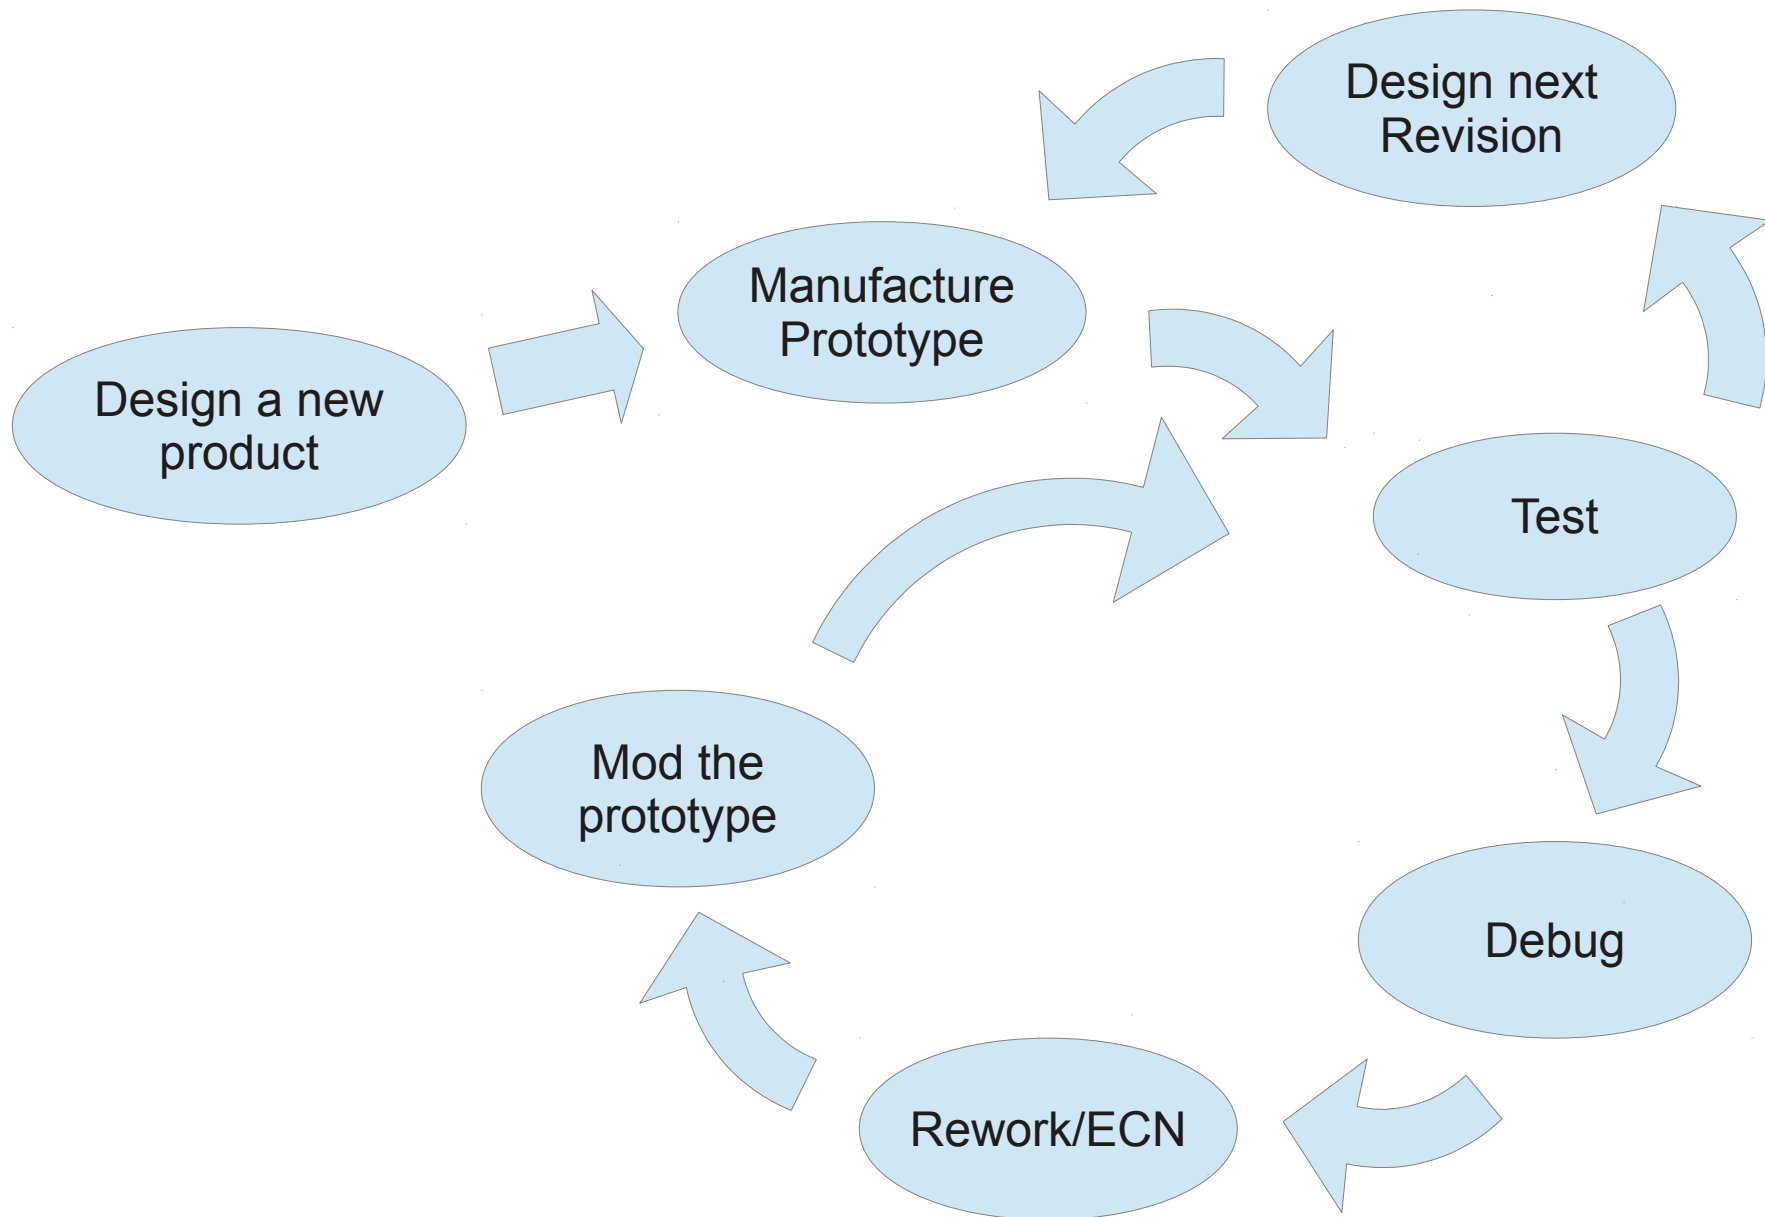 Design next
Revision
Manufacture
Prototype
Design a new
product
Test
Mod the
prototype
Debug
Rework/ECN